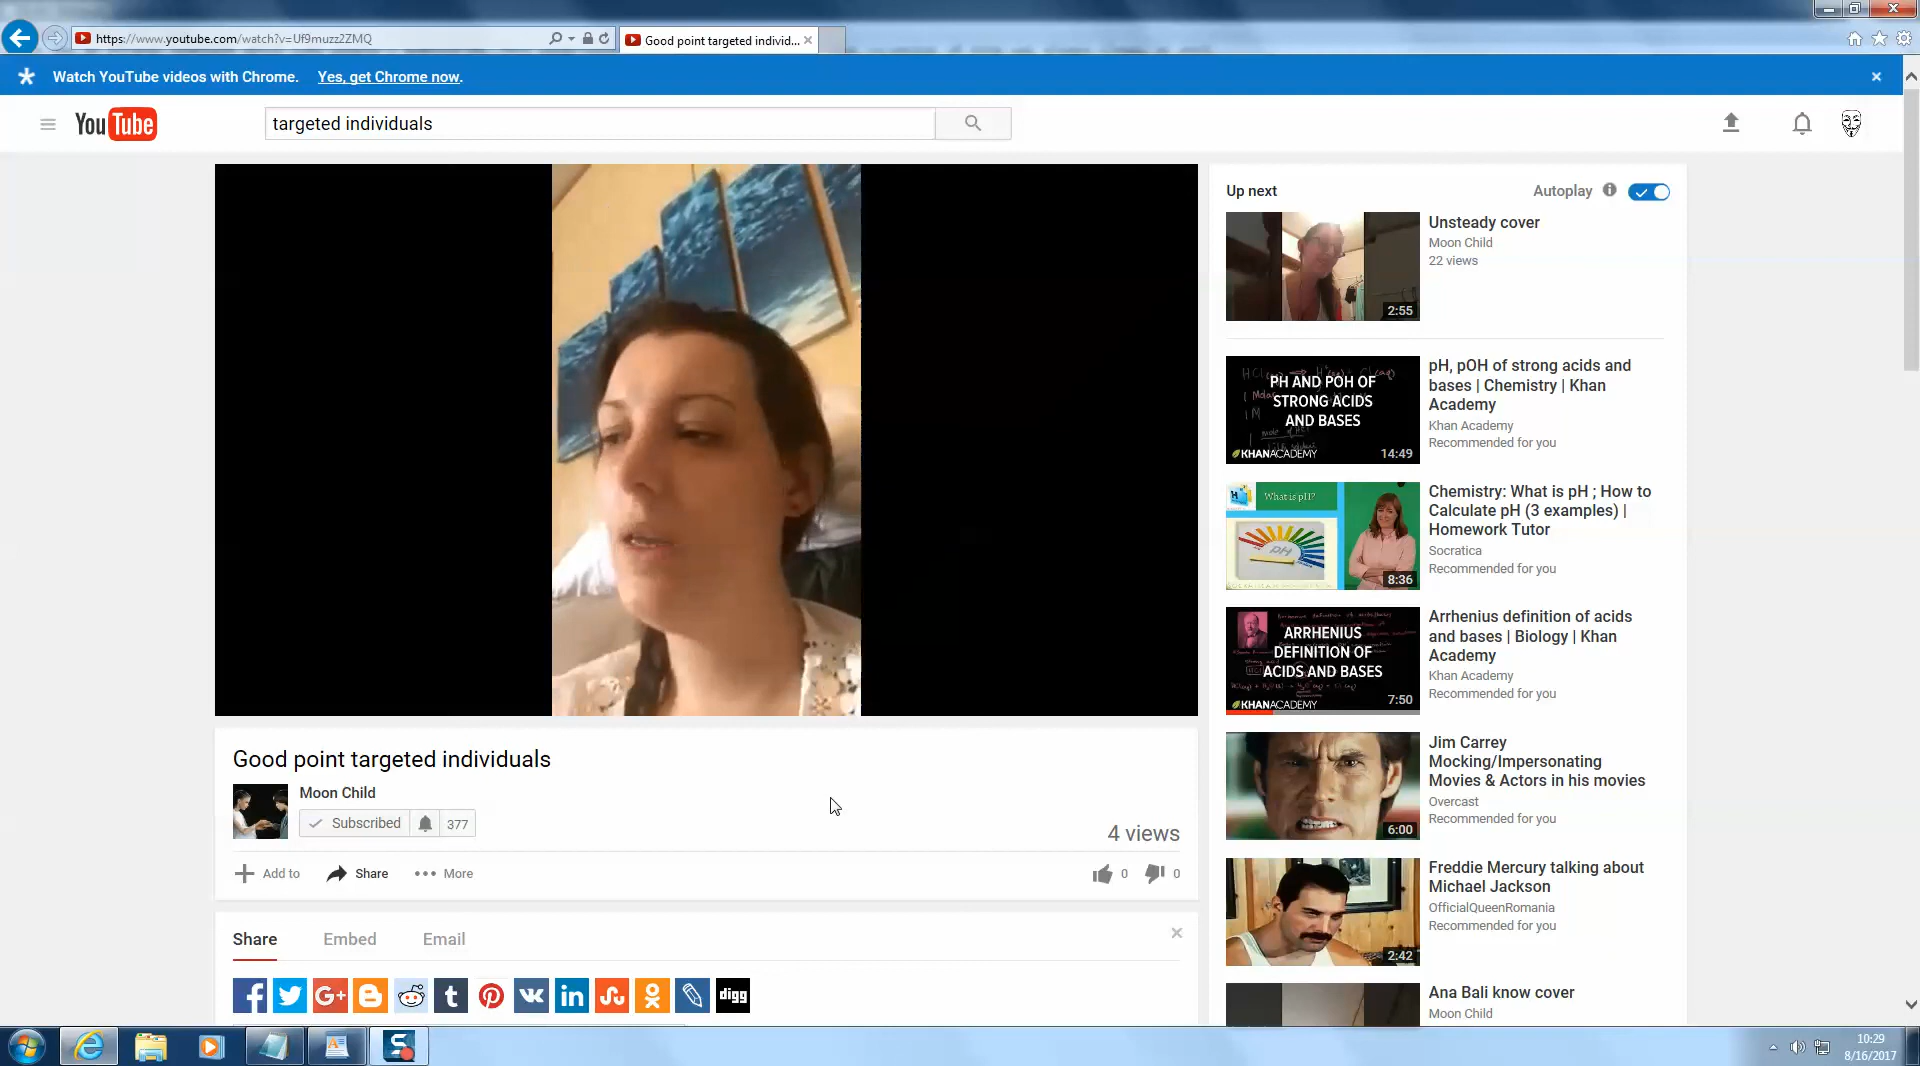 https://www.youtube.com/watch?v=Uf9muzz2ZMQ
Good point targeted individ...
Watch YouTube videos with Chrome. Yes, get Chrome now.
YouTube
targeted individuals
Up next
Autoplay
Unsteady cover
Moon Child
22 views
2:55
PH AND POH OF
STRONG ACIDS
AND BASES
KHANACADEMY
14:49
pH, pOH of strong acids and
bases | Chemistry | Khan
Academy
Khan Academy
Recommended for you
What is pH?
pH
8:36
Chemistry: What is pH ; How to
Calculate pH (3 examples) |
Homework Tutor
Socratica
Recommended for you
ARRHENIUS
DEFINITION OF
ACIDS AND BASES
KHANACADEMY
7:50
Arrhenius definition of acids
and bases | Biology | Khan
Academy
Khan Academy
Recommended for you
6:00
Jim Carrey
Mocking/Impersonating
Movies & Actors in his movies
Overcast
Recommended for you
2:42
Freddie Mercury talking about
Michael Jackson
OfficialQueenRomania
Recommended for you
Ana Bali know cover
Moon Child
Good point targeted individuals
Moon Child
Subscribed 377
4 views
Add to Share More
0 0
Share Embed Email
digg
10:29
8/16/2017